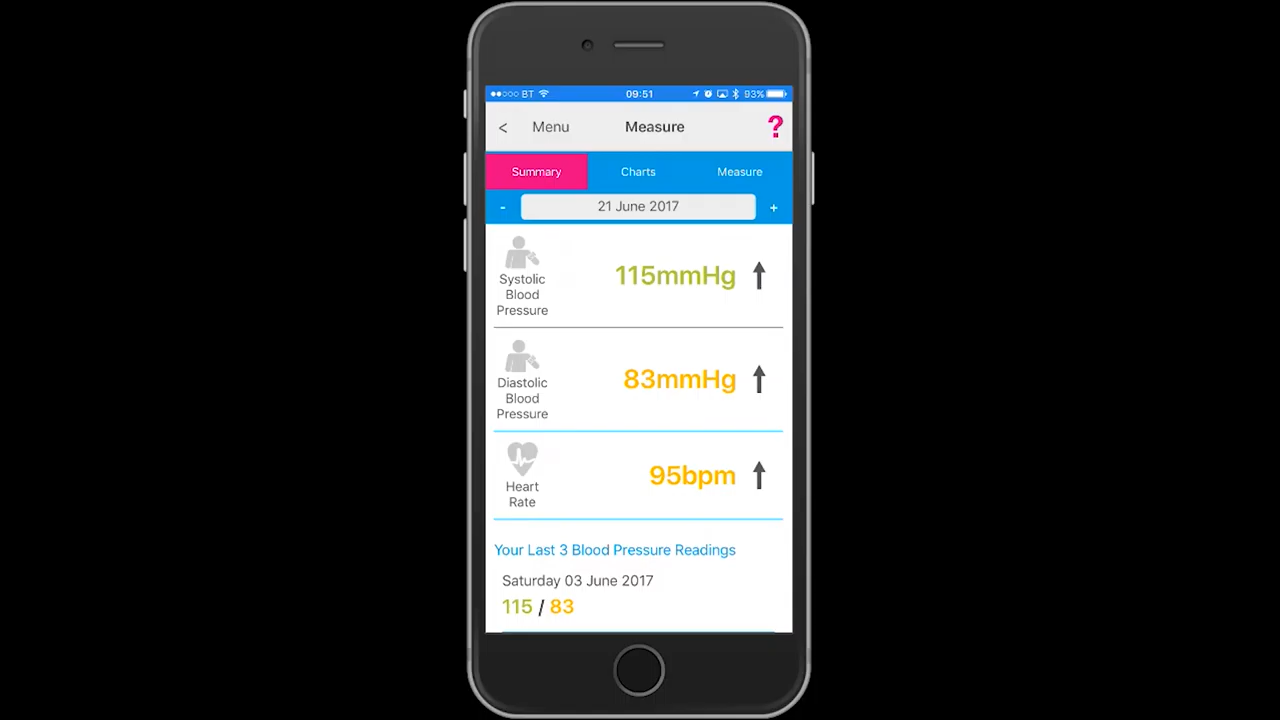 BT 09:51 93%
< Menu Measure ?
Summary Charts Measure
- 21 June 2017 +
Systolic
Blood
Pressure
115mmHg
Diastolic
Blood
Pressure
83mmHg
Heart
Rate
95bpm
Your Last 3 Blood Pressure Readings
Saturday 03 June 2017
115 / 83